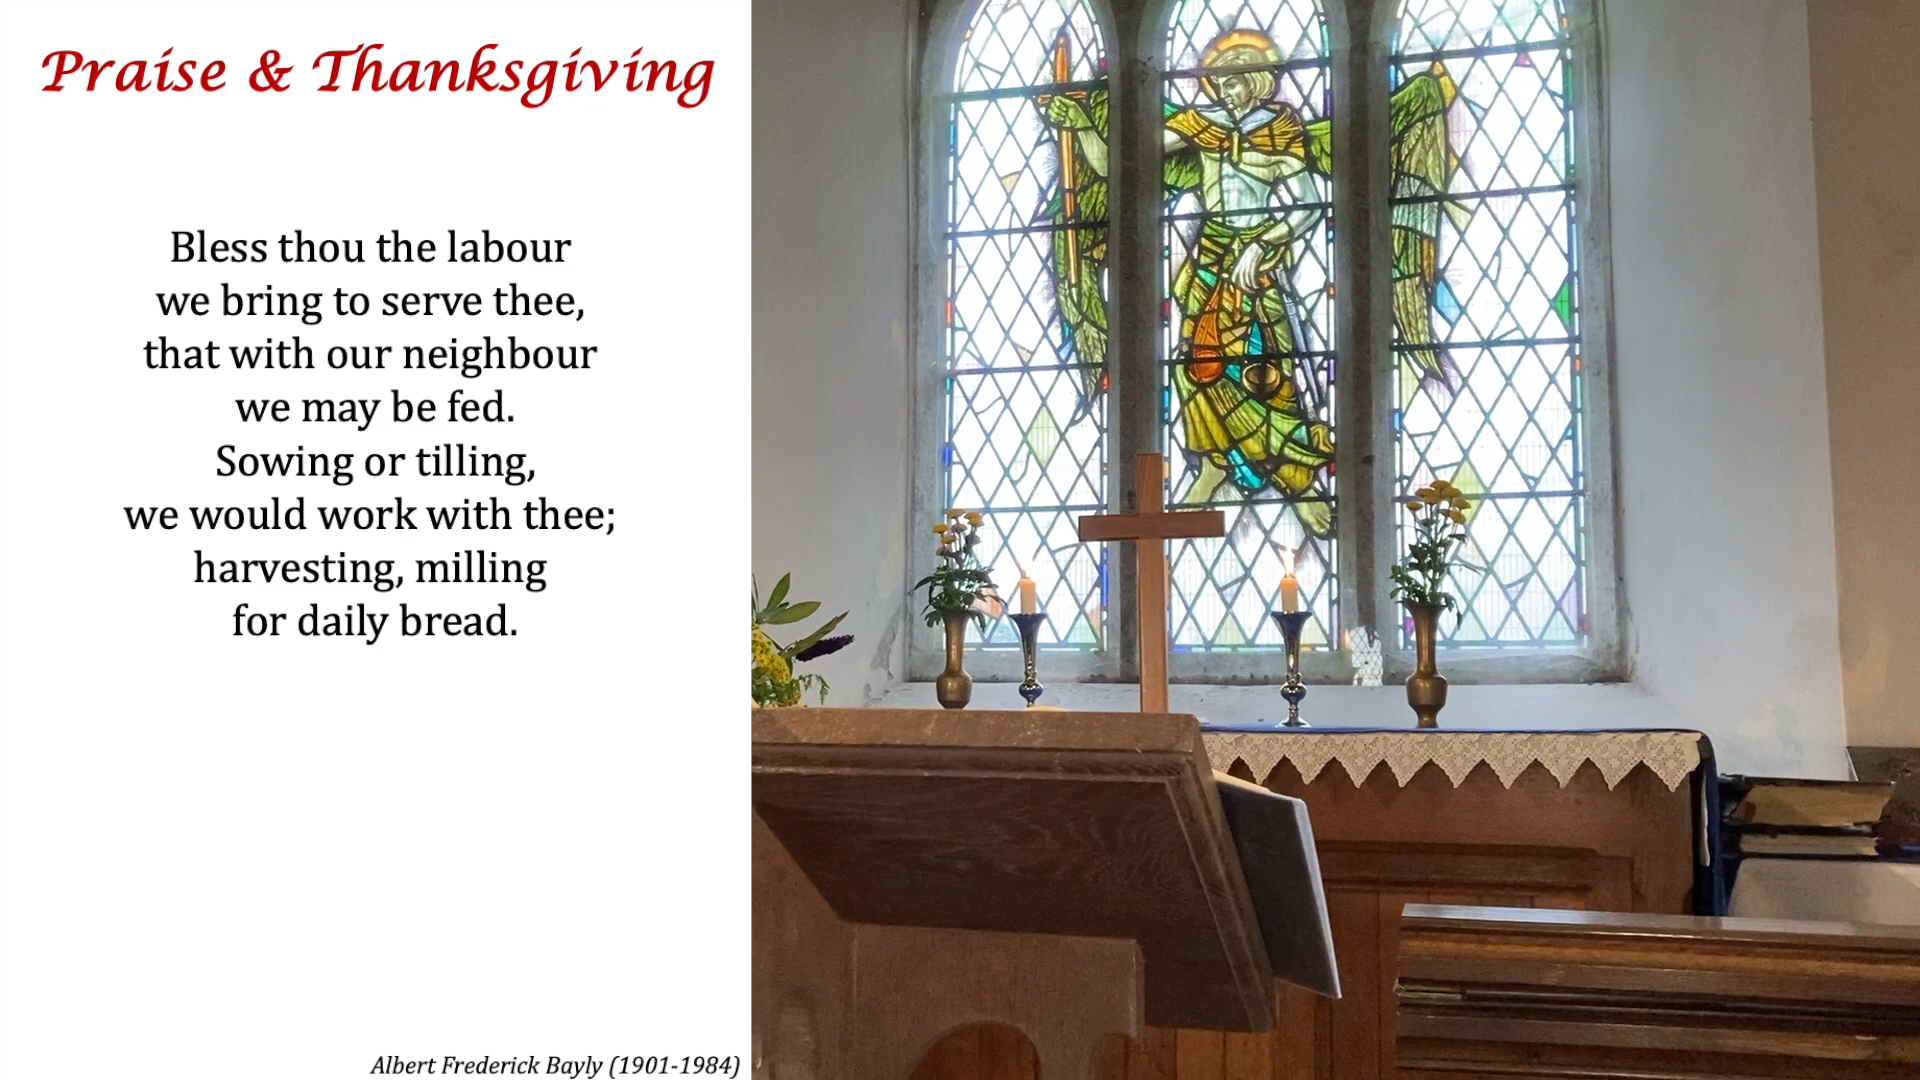 Praise & Thanksgiving
Bless thou the labour
we bring to serve thee,
that with our neighbour
we may be fed.
Sowing or tilling,
we would work with thee;
harvesting, milling
for daily bread.
Albert Frederick Bayly (1901-1984)